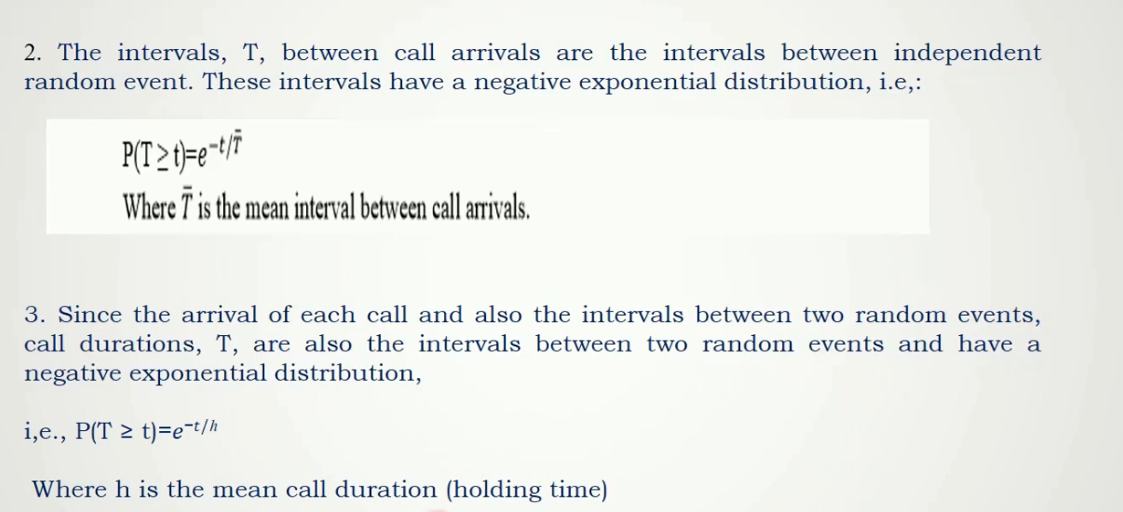 2. The intervals, T, between call arrivals are the intervals between independent
random event. These intervals have a negative exponential distribution, i.e,:
P(T ≥ t)=e^{-t/T̄}
Where T̄ is the mean interval between call arrivals.
3. Since the arrival of each call and also the intervals between two random events,
call durations, T, are also the intervals between two random events and have a
negative exponential distribution,
i,e., P(T ≥ t)=e^{-t/h}
Where h is the mean call duration (holding time)